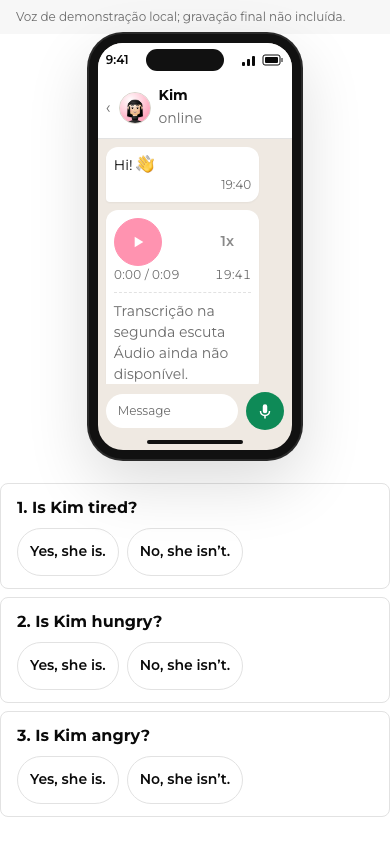 Voz de demonstração local; gravação final não incluída.
9:41
‹
Kim
online
Hi! 👋
19:40
1x
0:00 / 0:09
19:41
Transcrição na
segunda escuta
Áudio ainda não
disponível.
Message
1. Is Kim tired?
Yes, she is.
No, she isn’t.
2. Is Kim hungry?
Yes, she is.
No, she isn’t.
3. Is Kim angry?
Yes, she is.
No, she isn’t.